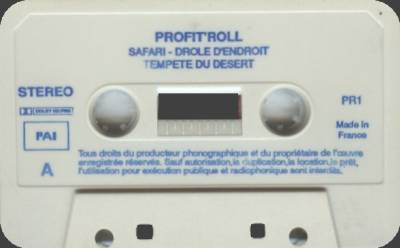 PROFIT'ROLL
SAFARI - DROLE D'ENDROIT
TEMPETE DU DESERT
STEREO
PR1
DOLBY SYSTEM
Made in
France
PAI
A
Tous droits du producteur phonographique et du propriétaire de l'œuvre
enregistrée réservés. Sauf autorisation, la duplication, la location, le prêt,
l'utilisation pour exécution publique et radiophonique sont interdits.